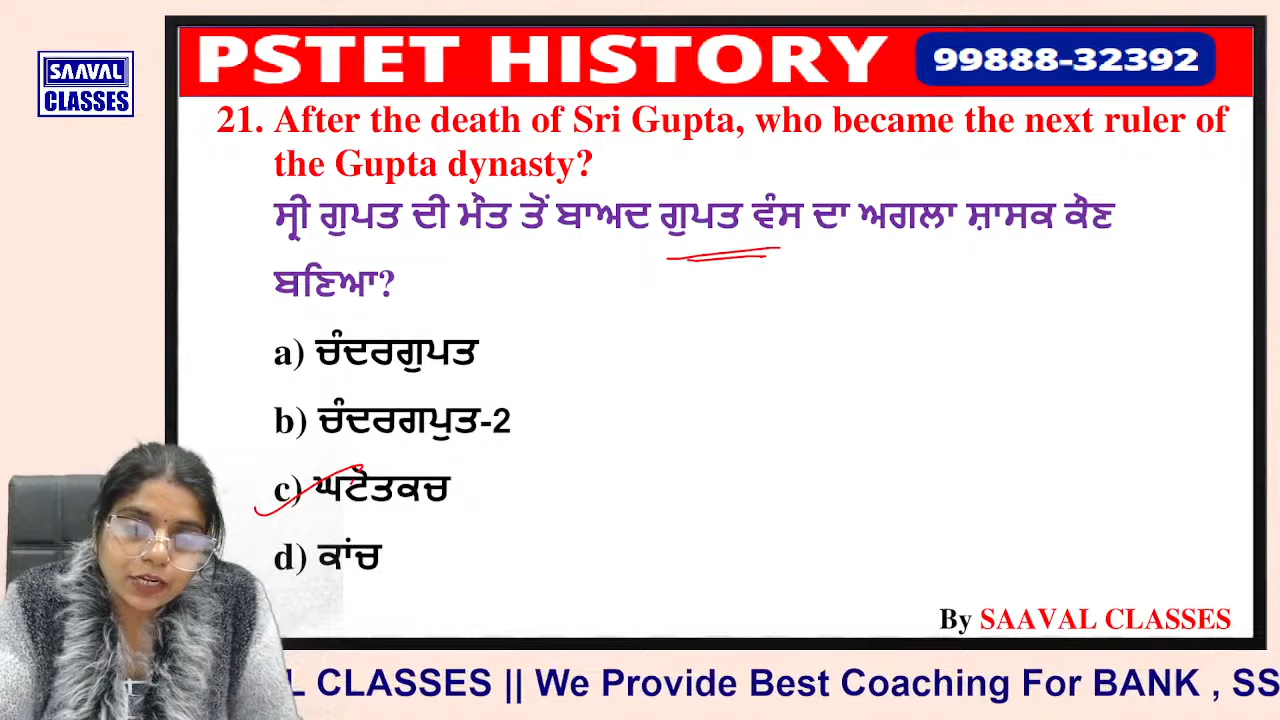 SAAVAL
CLASSES
PSTET HISTORY
99888-32392
21. After the death of Sri Gupta, who became the next ruler of
the Gupta dynasty?
ਸ੍ਰੀ ਗੁਪਤ ਦੀ ਮੌਤ ਤੋਂ ਬਾਅਦ ਗੁਪਤ ਵੰਸ ਦਾ ਅਗਲਾ ਸ਼ਾਸਕ ਕੌਣ
ਬਣਿਆ?
a) ਚੰਦਰਗੁਪਤ
b) ਚੰਦਰਗਪੁਤ-2
c) ਘਟੋਤਕਚ
d) ਕਾਂਚ
By SAAVAL CLASSES
L CLASSES || We Provide Best Coaching For BANK , SS